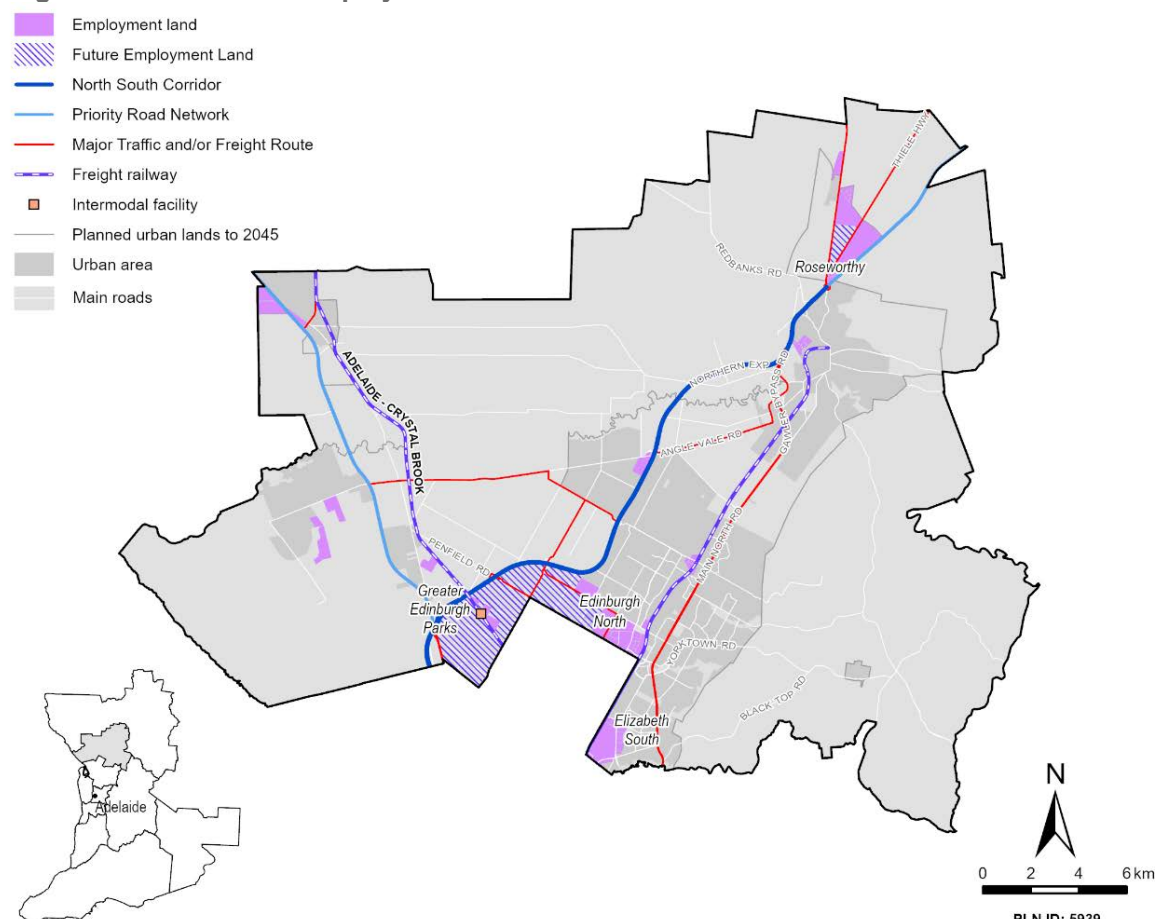 Employment land
Future Employment Land
North South Corridor
Priority Road Network
Major Traffic and/or Freight Route
Freight railway
Intermodal facility
Planned urban lands to 2045
Urban area
Main roads
THIELE HWY
REDBANKS RD
Roseworthy
ADELAIDE - CRYSTAL BROOK
NORTHERN EXP
GAWLER BYPASS RD
ANGLE VALE RD
MAIN NORTH RD
PENFIELD RD
Greater
Edinburgh
Parks
Edinburgh
North
YORKTOWN RD
BLACK TOP RD
Elizabeth
South
Adelaide
N
0 2 4 6 km
PLN ID: 5939